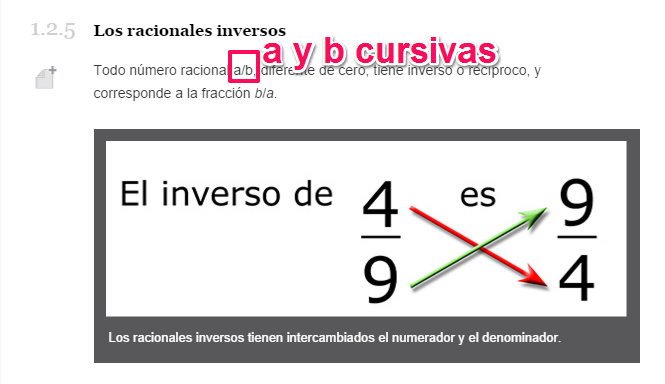 1.2.5 Los racionales inversos
a y b cursivas
Todo número racional a/b, diferente de cero, tiene inverso o recíproco, y
corresponde a la fracción b/a.
El inverso de 4/9 es 9/4
Los racionales inversos tienen intercambiados el numerador y el denominador.